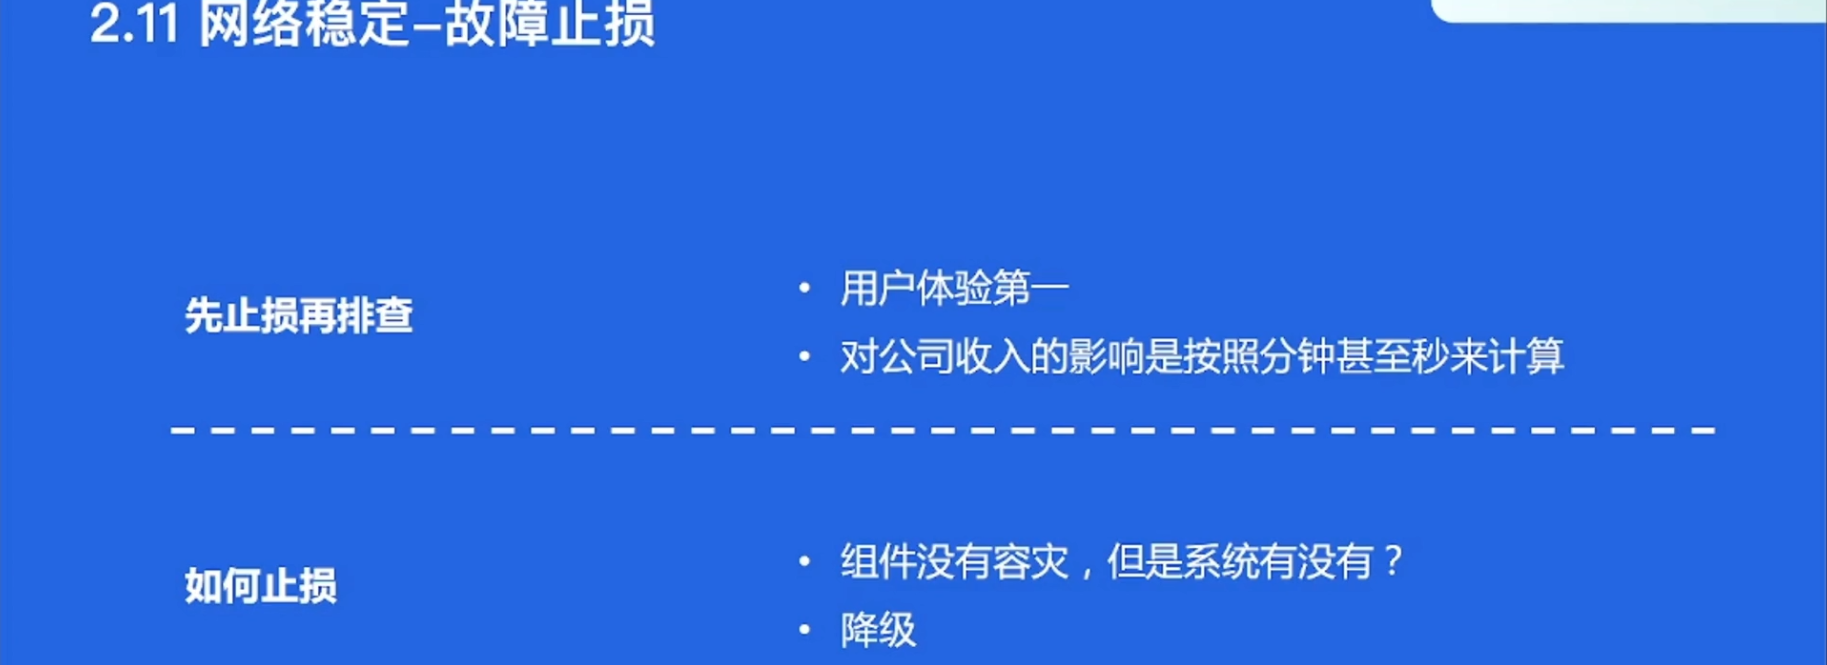 2.11 网络稳定–故障止损
先止损再排查
• 用户体验第一
• 对公司收入的影响是按照分钟甚至秒来计算
如何止损
• 组件没有容灾，但是系统有没有？
• 降级